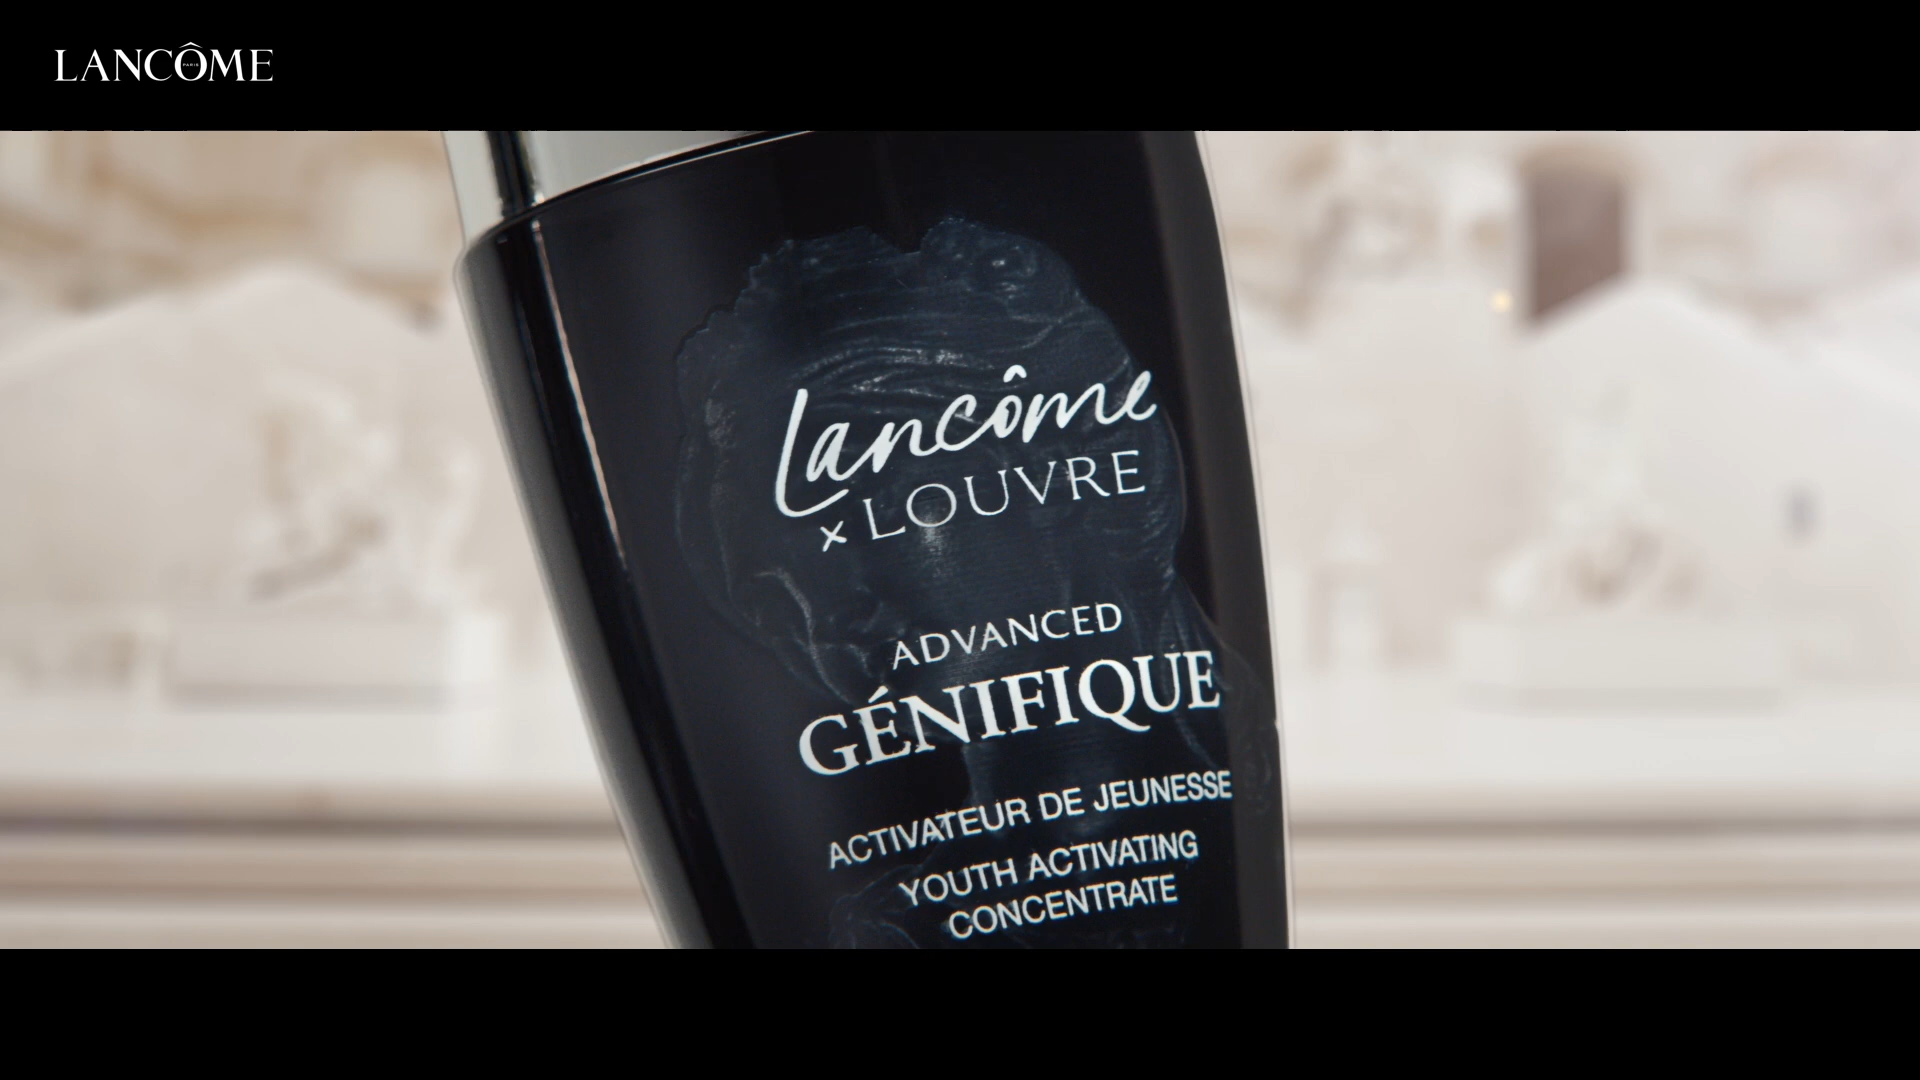 LANCÔME
PARIS
Lancôme
x LOUVRE
ADVANCED
GÉNIFIQUE
ACTIVATEUR DE JEUNESSE
YOUTH ACTIVATING
CONCENTRATE